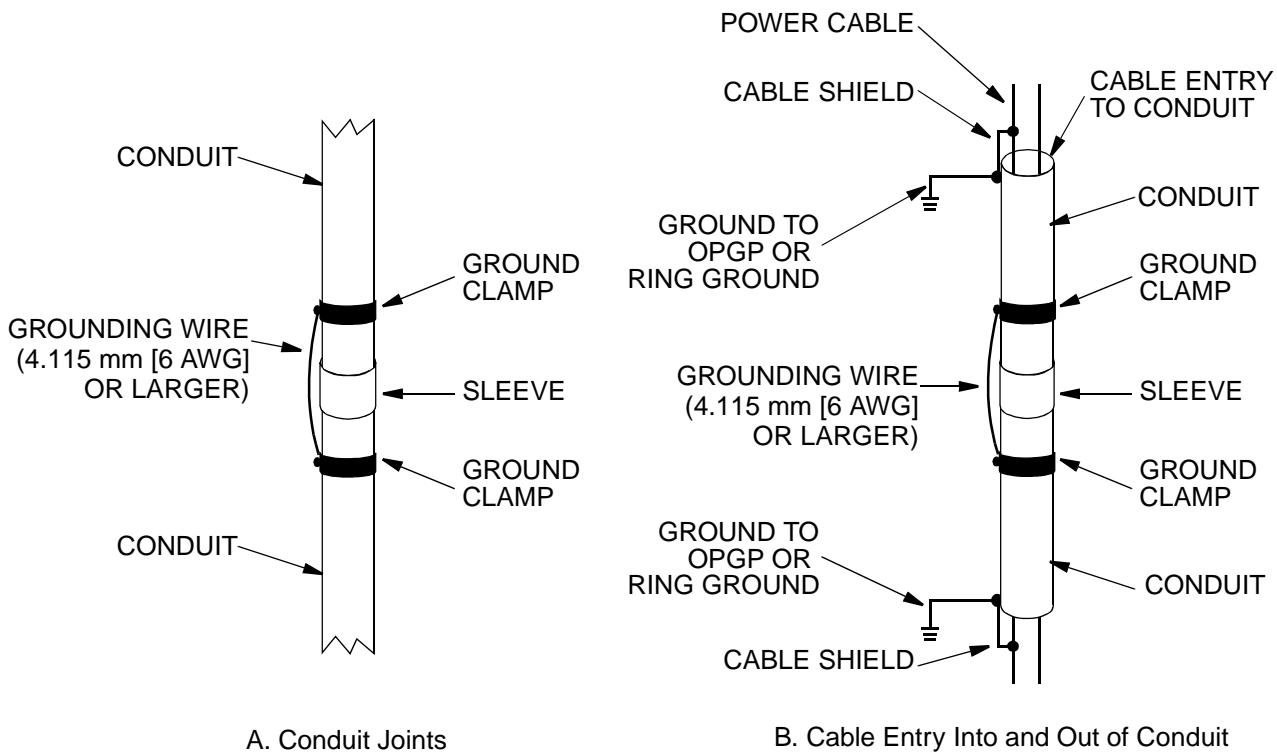 CONDUIT
GROUND
CLAMP
GROUNDING WIRE
(4.115 mm [6 AWG]
OR LARGER)
SLEEVE
GROUND
CLAMP
CONDUIT
A. Conduit Joints
POWER CABLE
CABLE SHIELD
CABLE ENTRY
TO CONDUIT
CONDUIT
GROUND TO
OPGP OR
RING GROUND
GROUND
CLAMP
GROUNDING WIRE
(4.115 mm [6 AWG]
OR LARGER)
SLEEVE
GROUND
CLAMP
GROUND TO
OPGP OR
RING GROUND
CONDUIT
CABLE SHIELD
B. Cable Entry Into and Out of Conduit